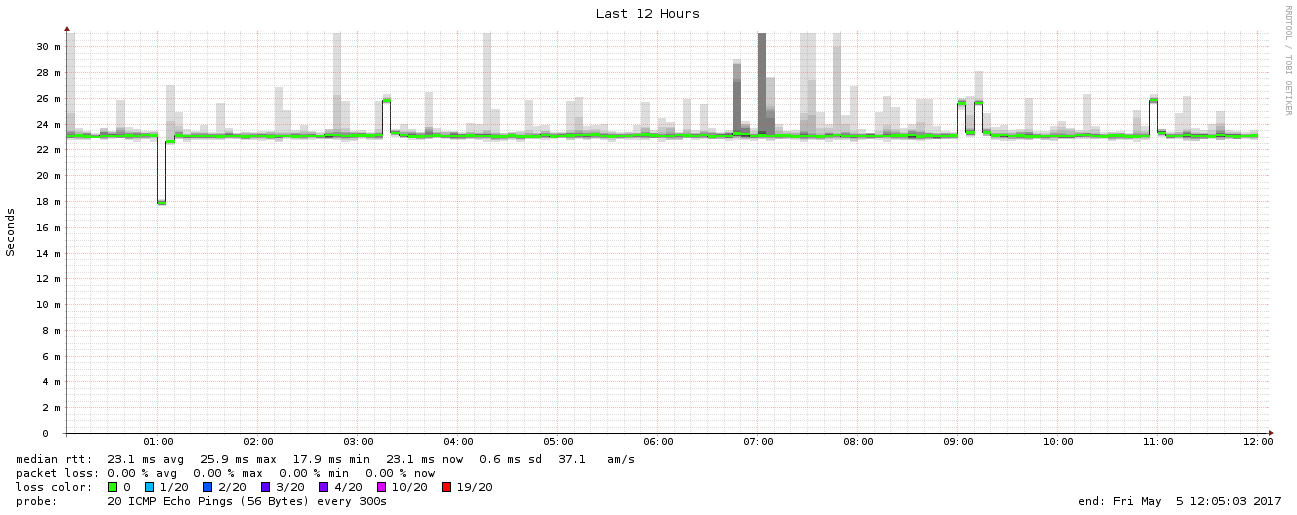 Last 12 Hours
RRDTOOL / TOBI OETIKER
Seconds
30 m
28 m
26 m
24 m
22 m
20 m
18 m
16 m
14 m
12 m
10 m
8 m
6 m
4 m
2 m
0
01:00 02:00 03:00 04:00 05:00 06:00 07:00 08:00 09:00 10:00 11:00 12:00
median rtt: 23.1 ms avg 25.9 ms max 17.9 ms min 23.1 ms now 0.6 ms sd 37.1 am/s
packet loss: 0.00 % avg 0.00 % max 0.00 % min 0.00 % now
loss color: 0 1/20 2/20 3/20 4/20 10/20 19/20
probe: 20 ICMP Echo Pings (56 Bytes) every 300s end: Fri May 5 12:05:03 2017